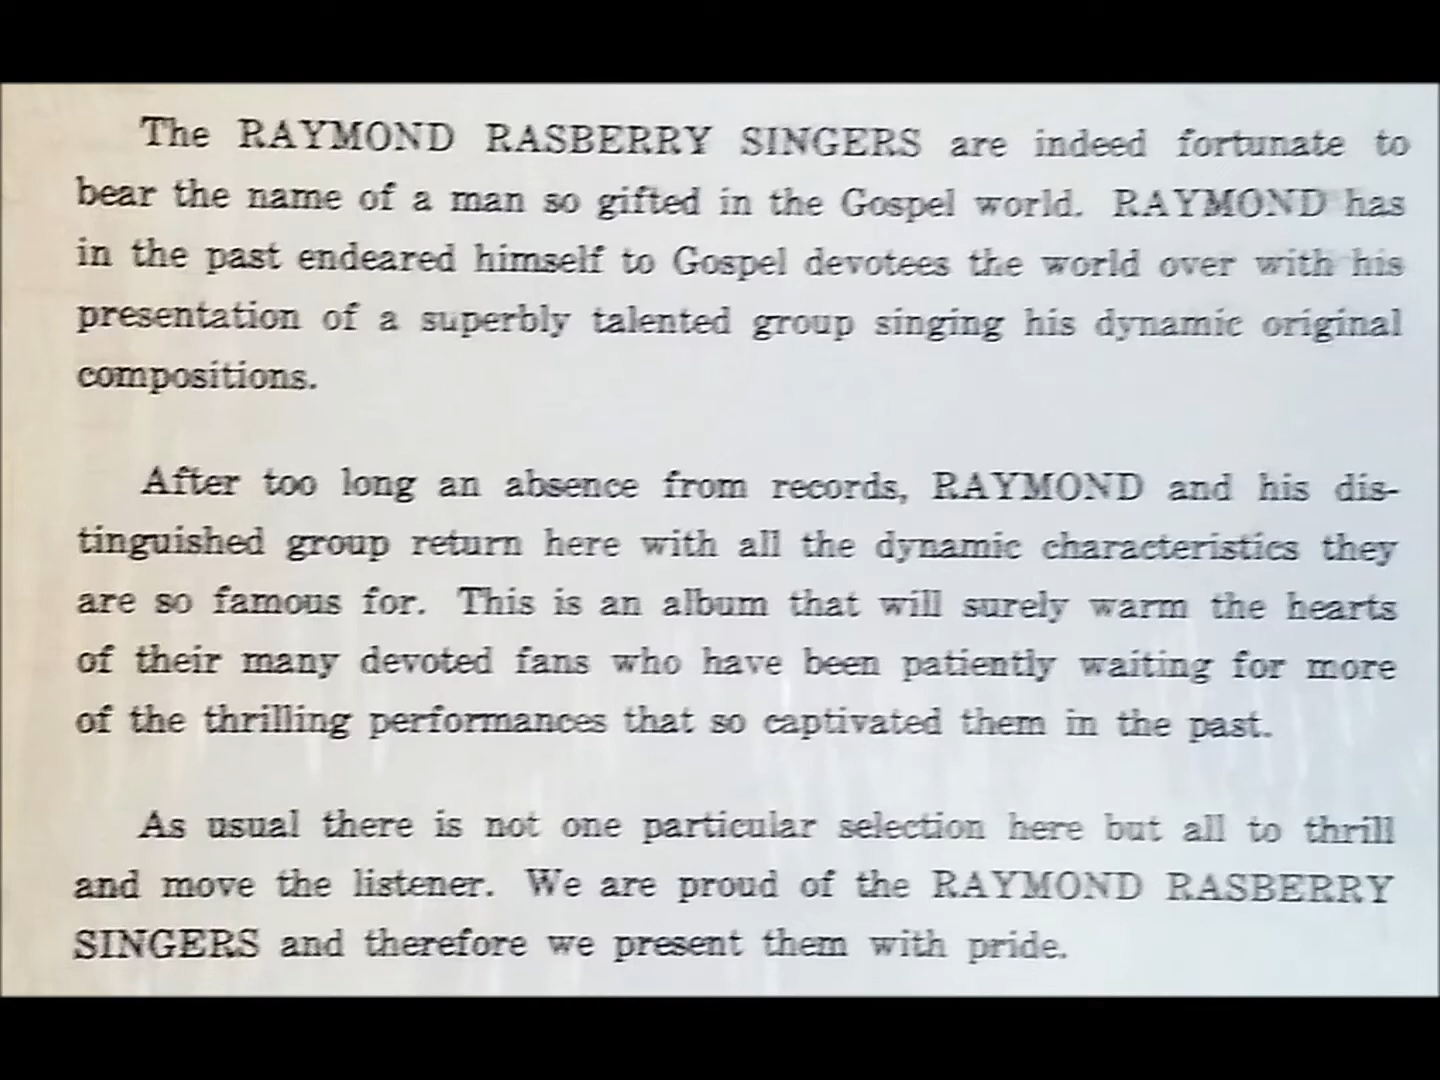 The RAYMOND RASBERRY SINGERS are indeed fortunate to
bear the name of a man so gifted in the Gospel world. RAYMOND has
in the past endeared himself to Gospel devotees the world over with his
presentation of a superbly talented group singing his dynamic original
compositions.
After too long an absence from records, RAYMOND and his dis-
tinguished group return here with all the dynamic characteristics they
are so famous for. This is an album that will surely warm the hearts
of their many devoted fans who have been patiently waiting for more
of the thrilling performances that so captivated them in the past.
As usual there is not one particular selection here but all to thrill
and move the listener. We are proud of the RAYMOND RASBERRY
SINGERS and therefore we present them with pride.